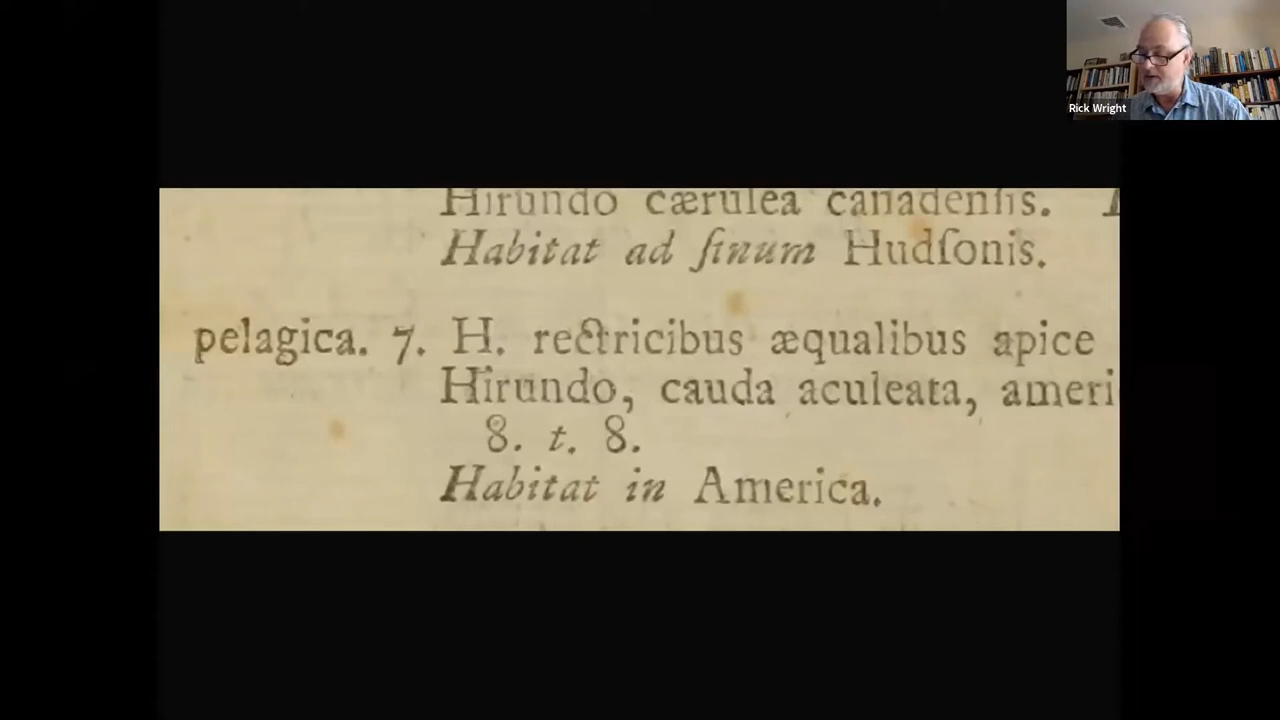 Rick Wright
Hirundo cærulea canadenſis.
Habitat ad ſinum Hudſonis.
pelagica. 7. H. rectricibus æqualibus apice
Hirundo, cauda aculeata, ameri
8. t. 8.
Habitat in America.